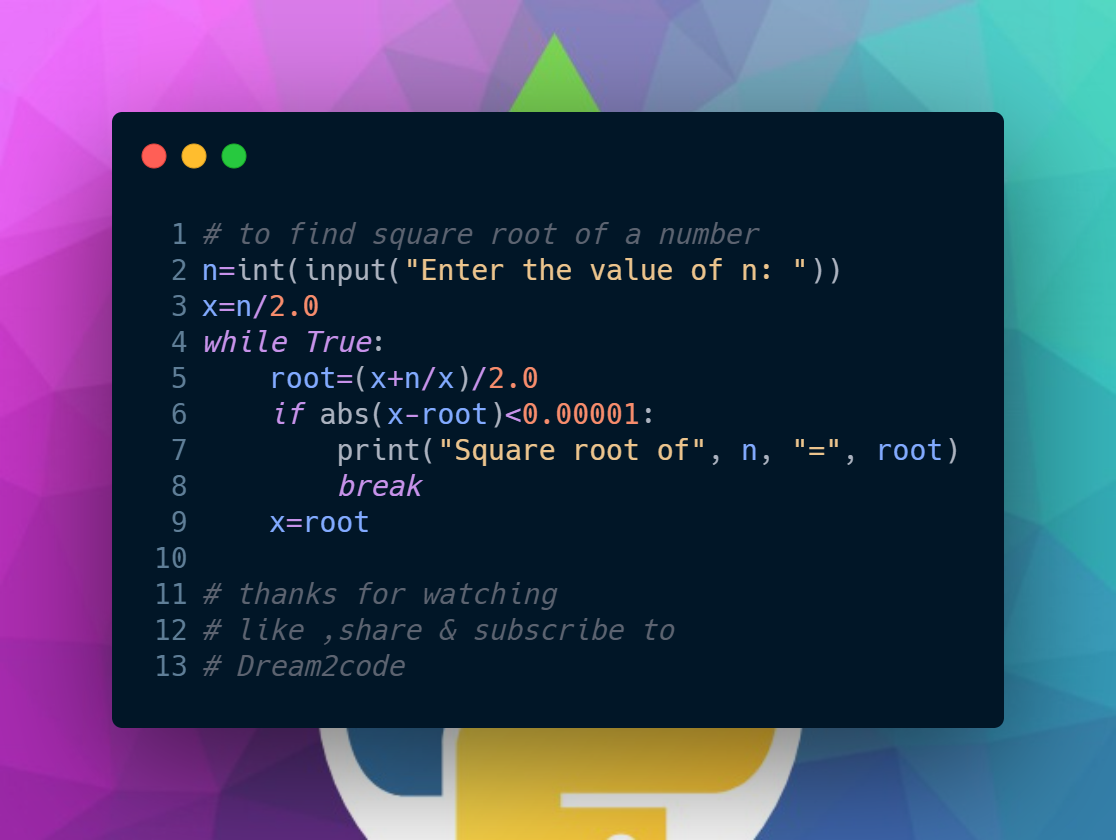 1 # to find square root of a number
2 n=int(input("Enter the value of n: "))
3 x=n/2.0
4 while True:
5     root=(x+n/x)/2.0
6     if abs(x-root)<0.00001:
7         print("Square root of", n, "=", root)
8         break
9     x=root
10
11 # thanks for watching
12 # like ,share & subscribe to
13 # Dream2code